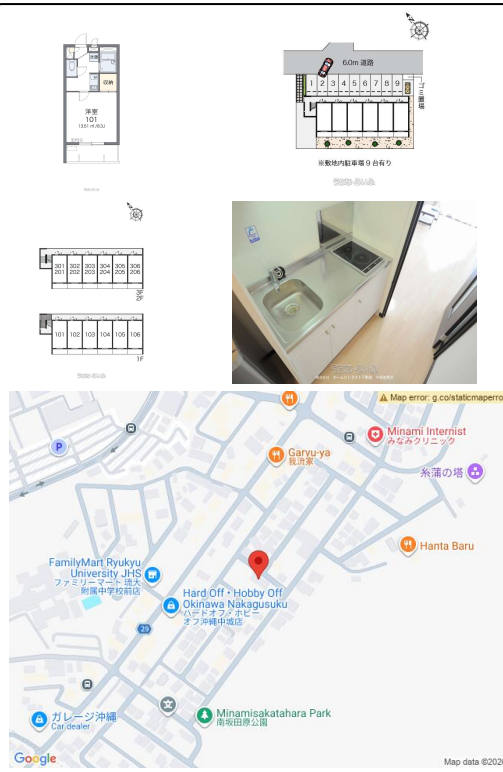 収納
洋室
101
6.0m 道路
1 2 3 4 5 6 7 8 9
ゴミ置場
※敷地内駐車場9台有り
301 302 303 304 305 306
201 202 203 204 205 206
3F
2F
101 102 103 104 105 106
1F
Map error: g.co/staticmaperro
Minami Internist
みなみクリニック
Garyu-ya
我流家
糸蒲の塔
P
Hanta Baru
FamilyMart Ryukyu
University JHS
ファミリーマート 琉大
附属中学校前店
Hard Off・Hobby Off
Okinawa Nakagusuku
ハードオフ・ホビー
オフ沖縄中城店
29
Minamisakatahara Park
南坂田原公園
ガレージ沖縄
Car dealer
Google
Map data ©202